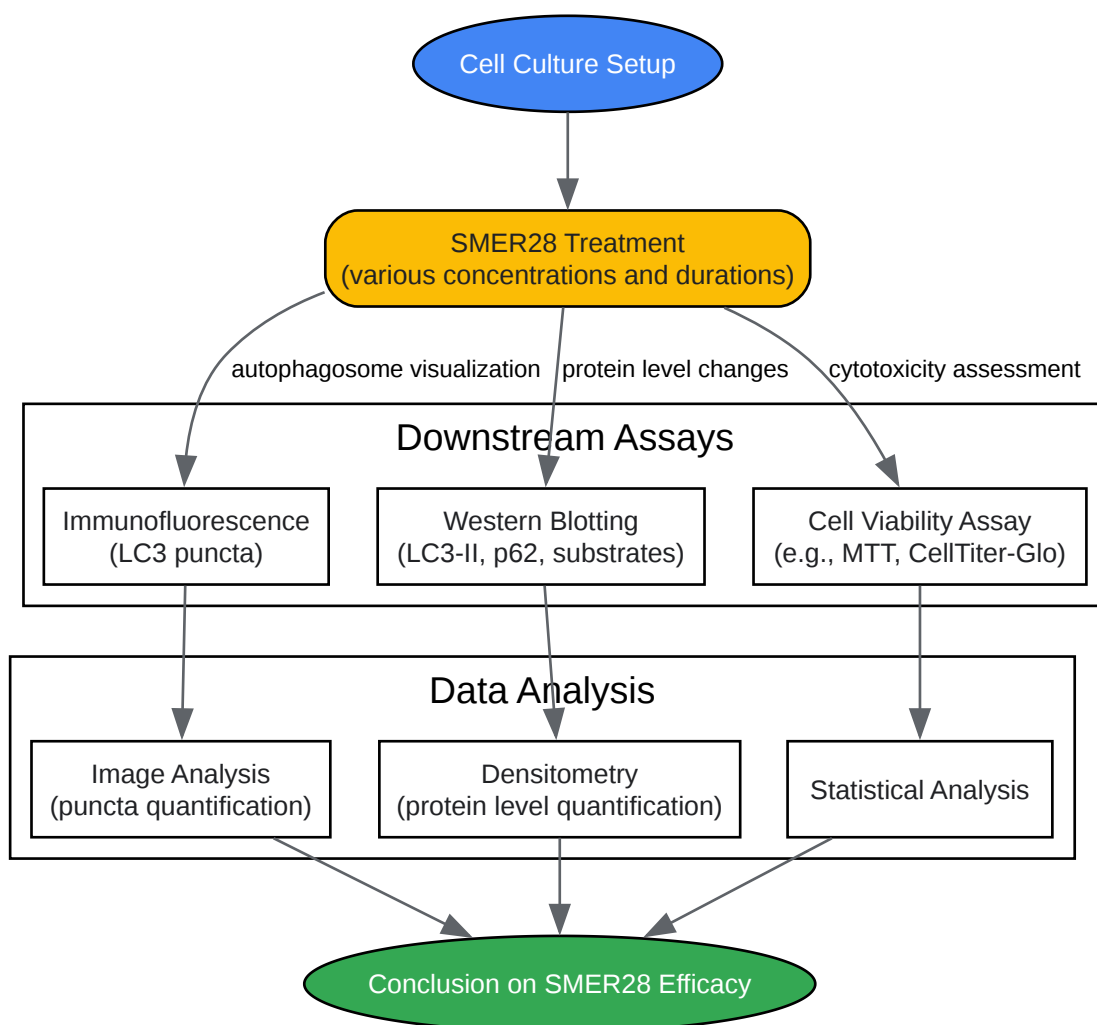 Cell Culture Setup
SMER28 Treatment
(various concentrations and durations)
autophagosome visualization
protein level changes
cytotoxicity assessment
Downstream Assays
Immunofluorescence
(LC3 puncta)
Western Blotting
(LC3-II, p62, substrates)
Cell Viability Assay
(e.g., MTT, CellTiter-Glo)
Data Analysis
Image Analysis
(puncta quantification)
Densitometry
(protein level quantification)
Statistical Analysis
Conclusion on SMER28 Efficacy